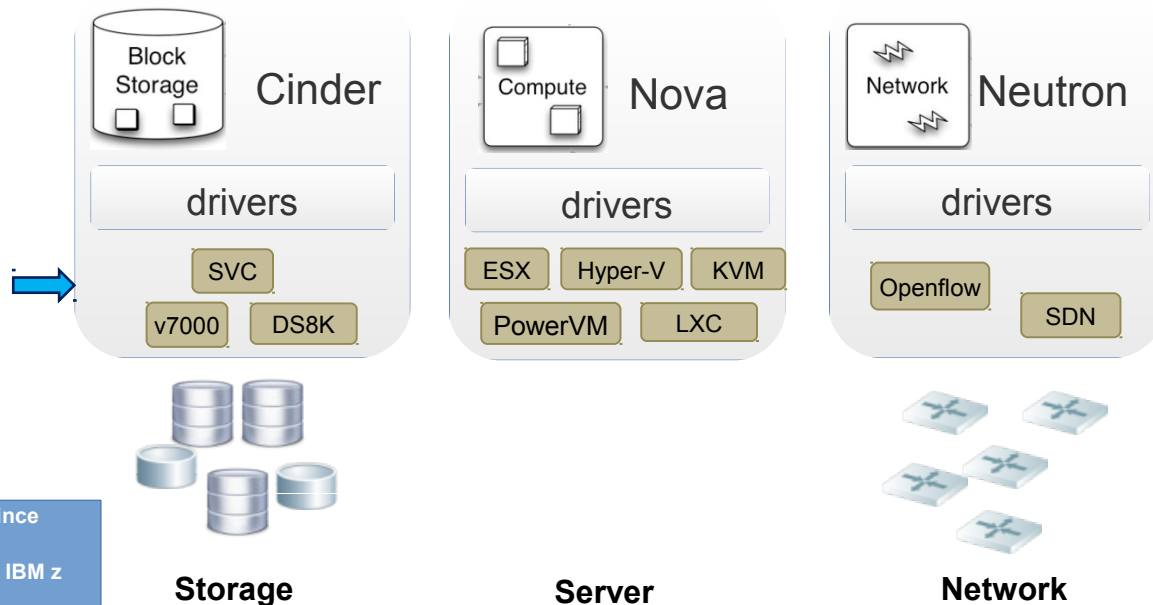 Block
Storage
Cinder
drivers
SVC
v7000
DS8K
Compute
Nova
drivers
ESX
Hyper-V
KVM
PowerVM
LXC
Network
Neutron
drivers
Openflow
SDN
ince
IBM z
Storage
Server
Network